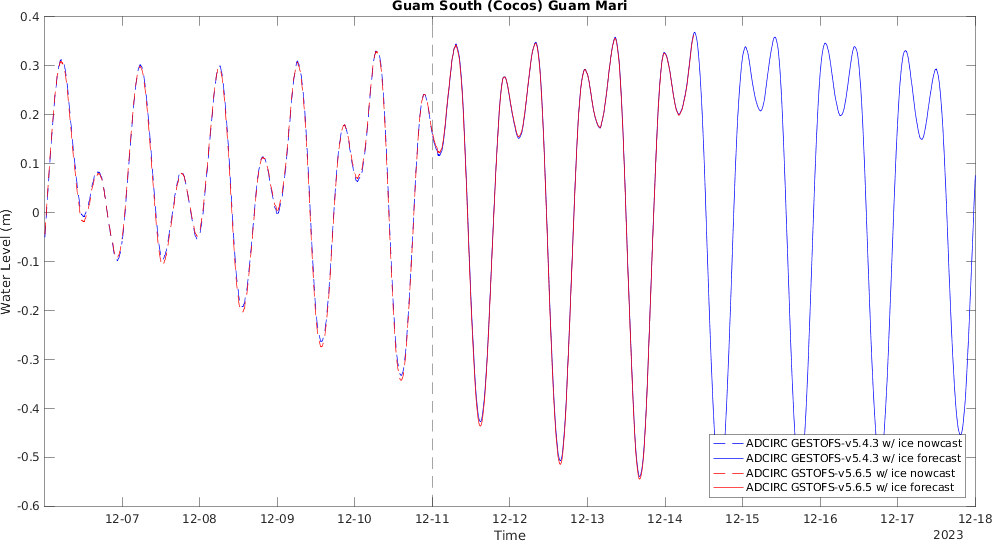 Guam South (Cocos) Guam Mari
Water Level (m)
0.4
0.3
0.2
0.1
0
-0.1
-0.2
-0.3
-0.4
-0.5
-0.6
12-07 12-08 12-09 12-10 12-11 12-12 12-13 12-14 12-15 12-16 12-17 12-18
Time
2023
ADCIRC GESTOFS-v5.4.3 w/ ice nowcast
ADCIRC GESTOFS-v5.4.3 w/ ice forecast
ADCIRC GSTOFS-v5.6.5 w/ ice nowcast
ADCIRC GSTOFS-v5.6.5 w/ ice forecast